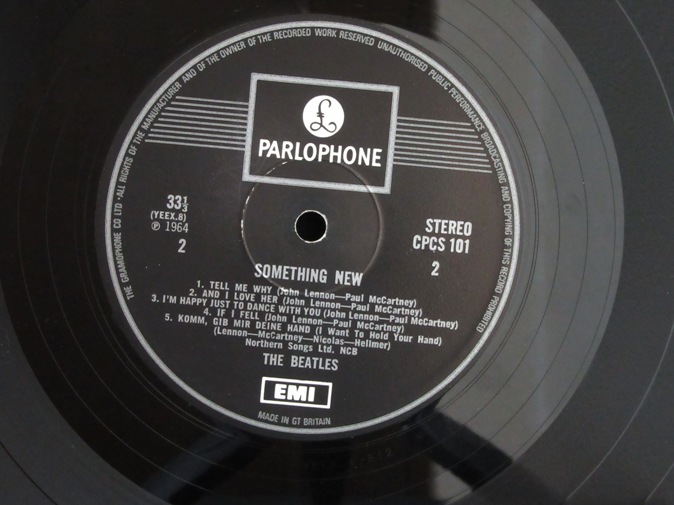 THE GRAMOPHONE CO LTD · ALL RIGHTS OF THE MANUFACTURER AND OF THE OWNER OF THE RECORDED WORK RESERVED UNAUTHORISED PUBLIC PERFORMANCE BROADCASTING AND COPYING OF THIS RECORD PROHIBITED
£
PARLOPHONE
33⅓
(YEEX.8)
℗ 1964
2
STEREO
CPCS 101
2
SOMETHING NEW
1. TELL ME WHY (John Lennon—Paul McCartney)
2. AND I LOVE HER (John Lennon—Paul McCartney)
3. I'M HAPPY JUST TO DANCE WITH YOU (John Lennon—Paul McCartney)
4. IF I FELL (John Lennon—Paul McCartney)
5. KOMM, GIB MIR DEINE HAND (I Want To Hold Your Hand)
(Lennon—McCartney—Nicolas—Hellmer)
Northern Songs Ltd. NCB
THE BEATLES
EMI
MADE IN GT BRITAIN